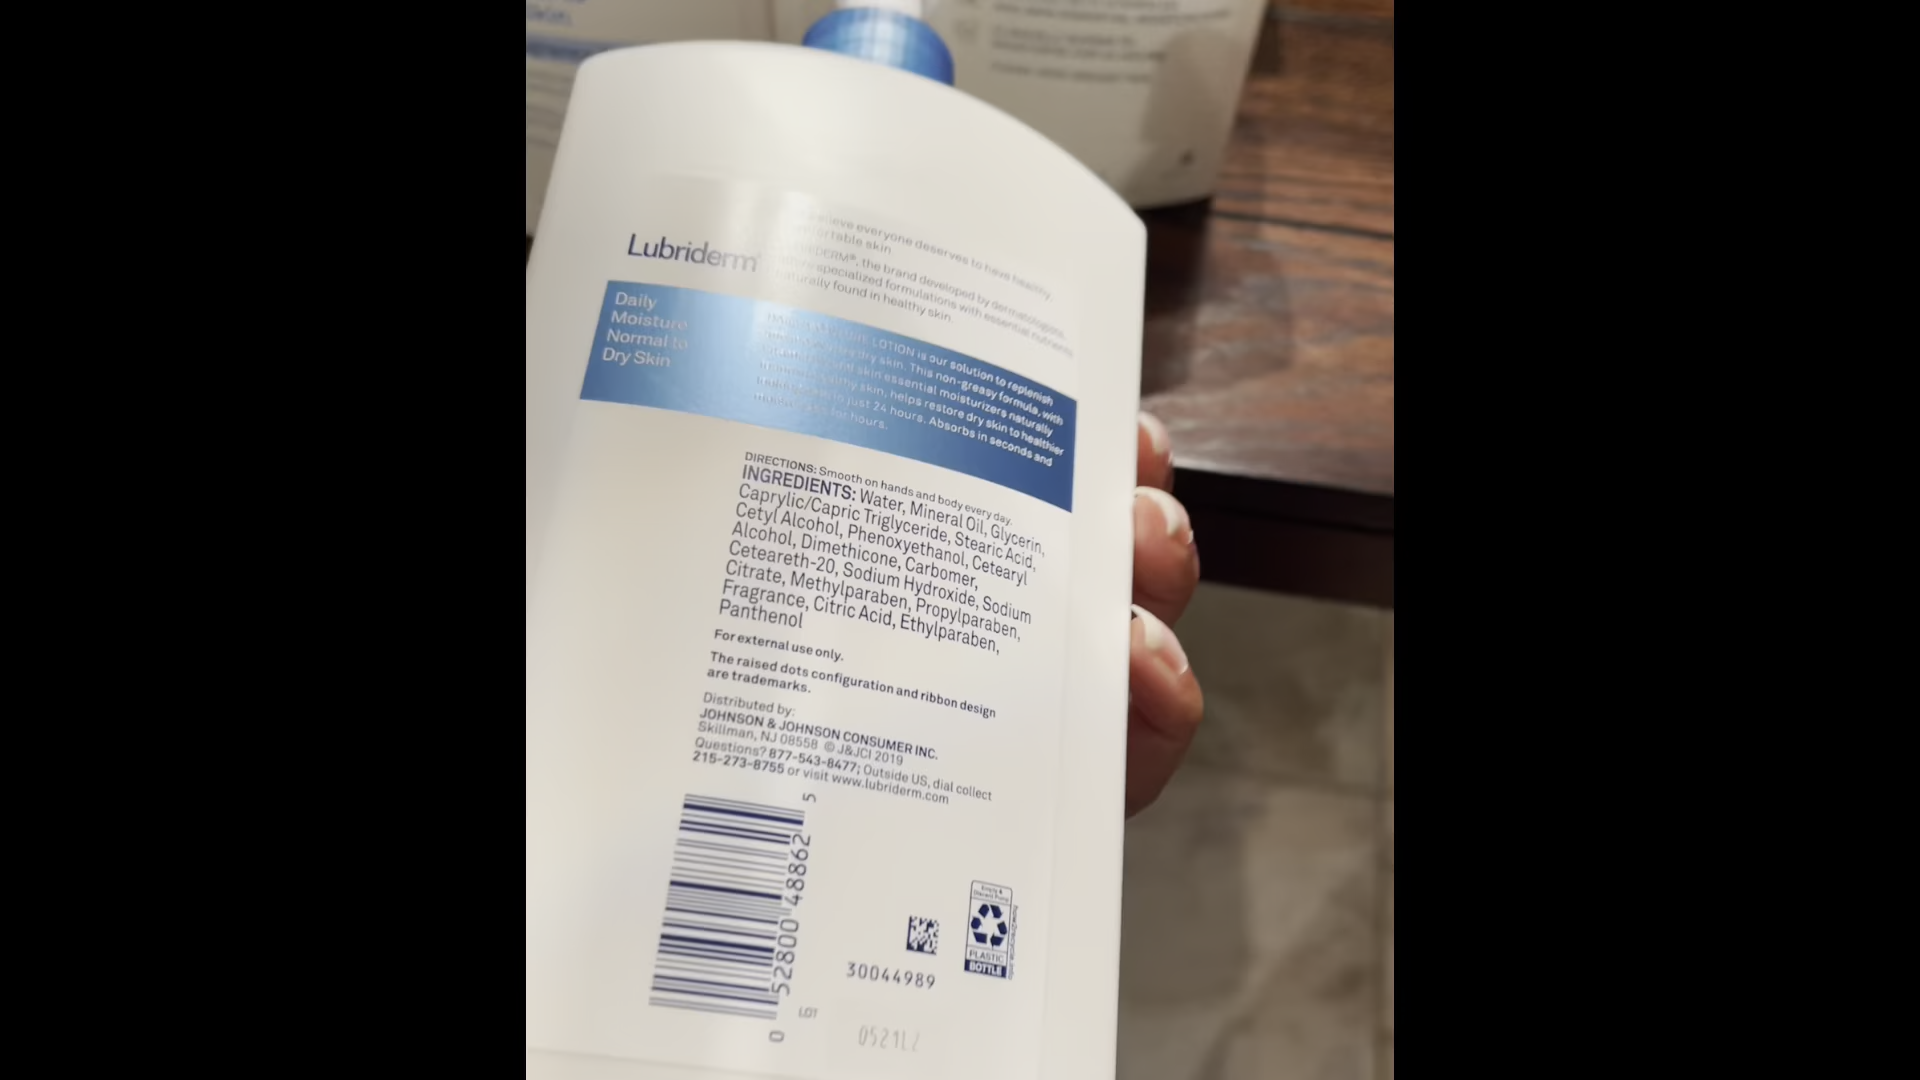 Skin
Lubriderm
everyone deserves to have healthy,
skin
, the brand developed by dermatologists,
specialized formulations with essential nutrients
naturally found in healthy skin.
Daily
Moisture
Normal to
Dry Skin
LOTION is our solution to replenish
dry skin. This non-greasy formula, with
skin essential moisturizers naturally
skin, helps restore dry skin to healthier
in just 24 hours. Absorbs in seconds and
for hours.
DIRECTIONS: Smooth on hands and body every day.
INGREDIENTS: Water, Mineral Oil, Glycerin,
Caprylic/Capric Triglyceride, Stearic Acid,
Cetyl Alcohol, Phenoxyethanol, Cetearyl
Alcohol, Dimethicone, Carbomer,
Ceteareth-20, Sodium Hydroxide, Sodium
Citrate, Methylparaben, Propylparaben,
Fragrance, Citric Acid, Ethylparaben,
Panthenol
For external use only.
The raised dots configuration and ribbon design
are trademarks.
Distributed by:
JOHNSON & JOHNSON CONSUMER INC.
Skillman, NJ 08558 © J&JCI 2019
Questions? 877-543-8477; Outside US, dial collect
215-273-8755 or visit www.lubriderm.com
0 52800 48862 5
30044989
LOT
0521LZ
Empty &
PLASTIC
BOTTLE
how2recycle.info